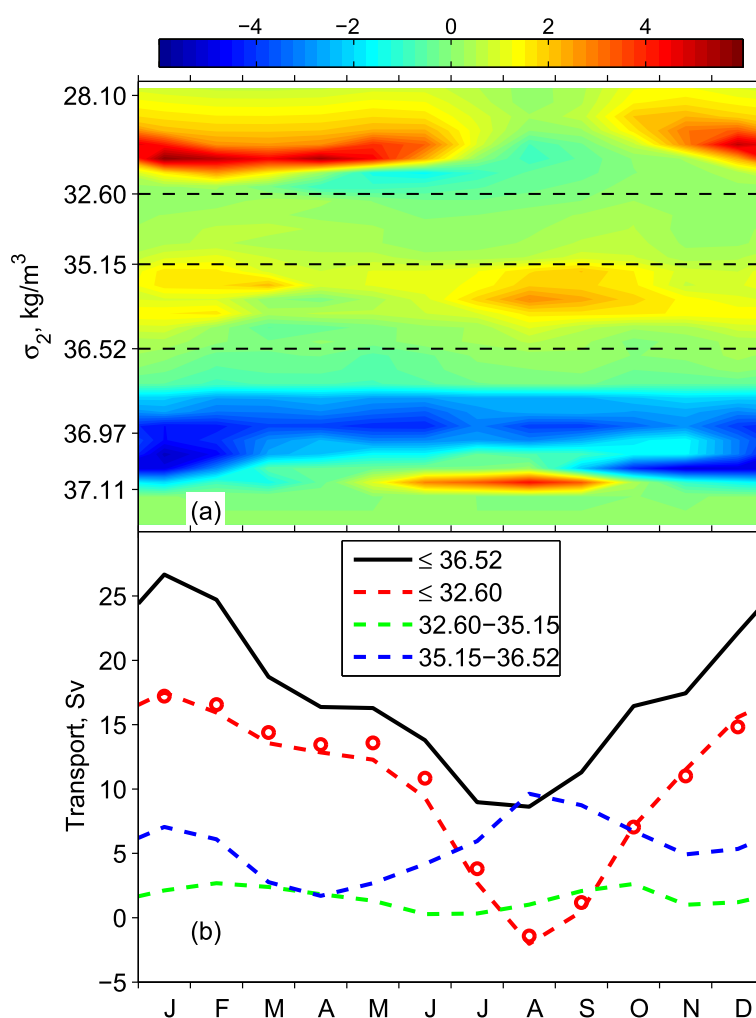 −4 −2 0 2 4
28.10
32.60
35.15
36.52
36.97
37.11
σ2, kg/m3
(a)
≤ 36.52
≤ 32.60
32.60−35.15
35.15−36.52
25
20
15
10
5
0
−5
Transport, Sv
(b)
J F M A M J J A S O N D